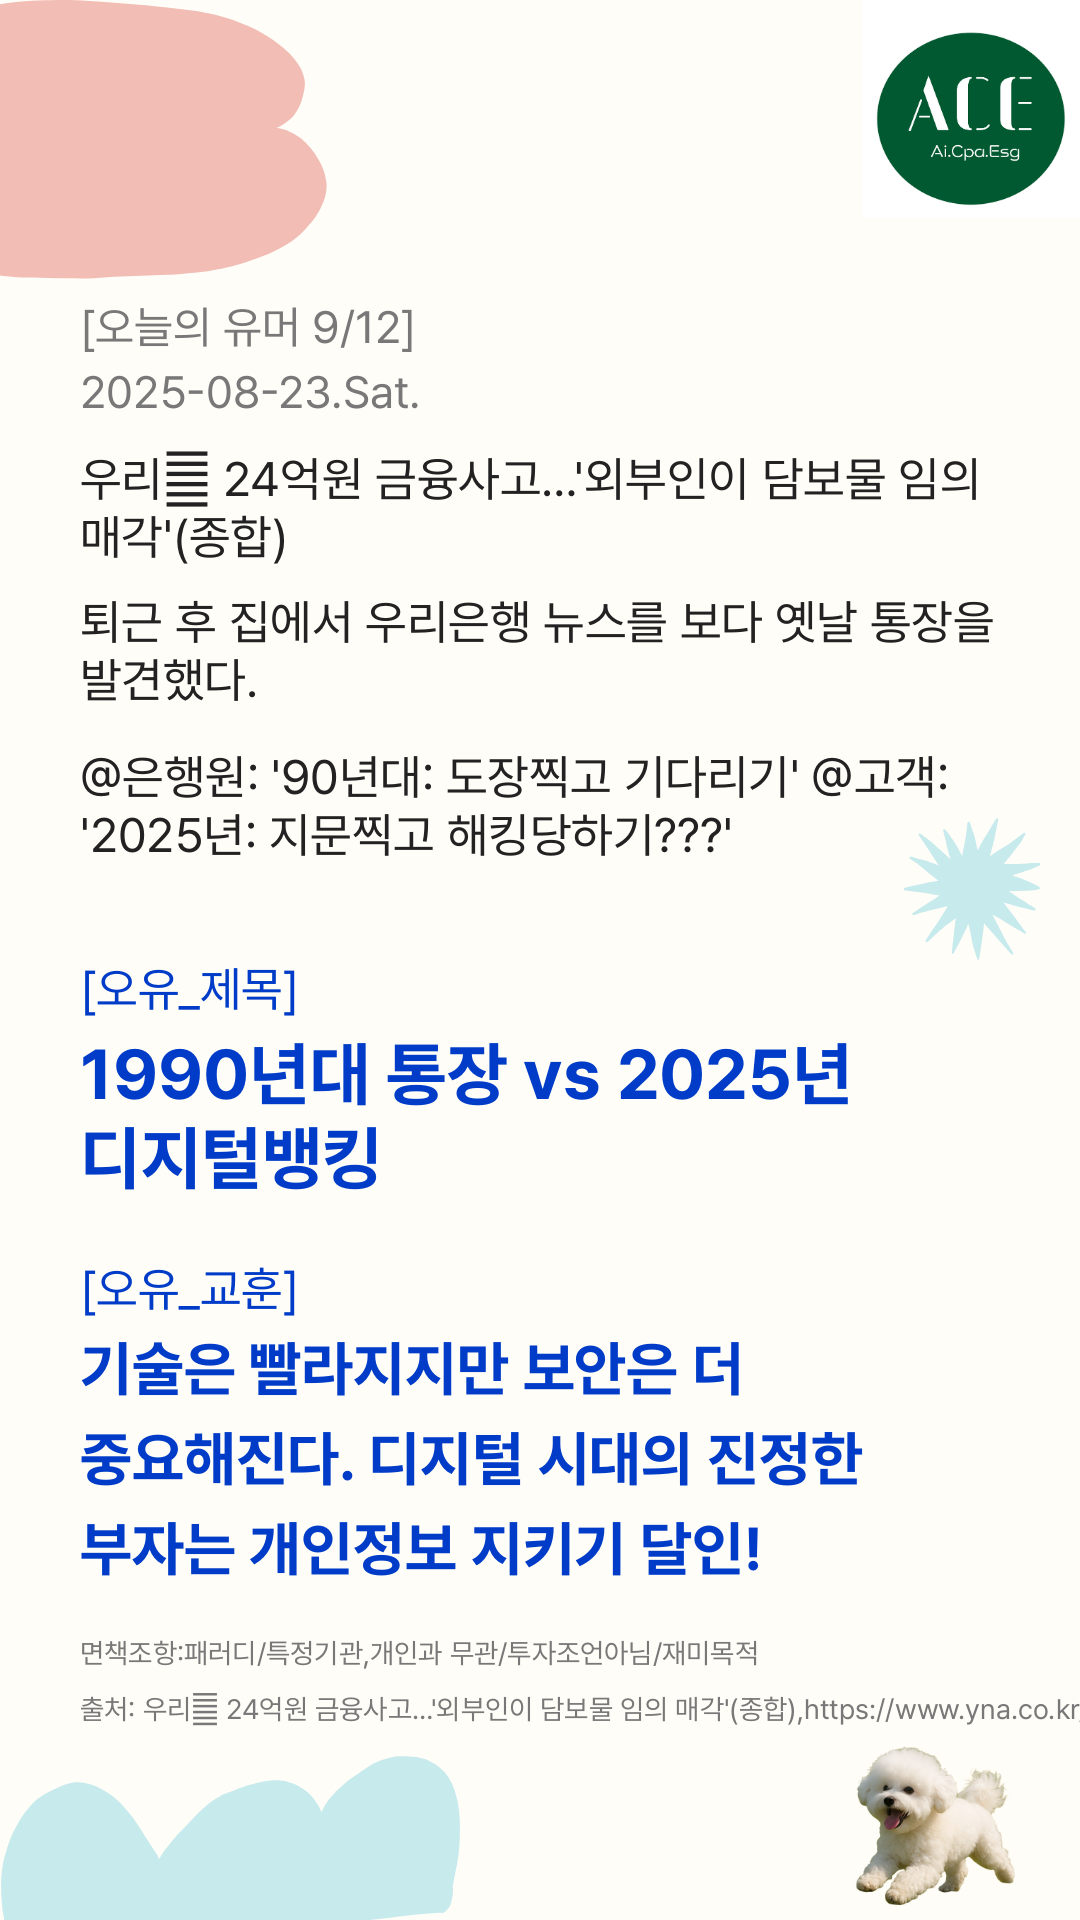 ACE
Ai.Cpa.Esg
[오늘의 유머 9/12]
2025-08-23.Sat.
우리 24억원 금융사고…'외부인이 담보물 임의
매각'(종합)
퇴근 후 집에서 우리은행 뉴스를 보다 옛날 통장을
발견했다.
@은행원: '90년대: 도장찍고 기다리기' @고객:
'2025년: 지문찍고 해킹당하기???'
[오유_제목]
1990년대 통장 vs 2025년
디지털뱅킹
[오유_교훈]
기술은 빨라지지만 보안은 더
중요해진다. 디지털 시대의 진정한
부자는 개인정보 지키기 달인!
면책조항:패러디/특정기관,개인과 무관/투자조언아님/재미목적
출처: 우리 24억원 금융사고…'외부인이 담보물 임의 매각'(종합),https://www.yna.co.kr